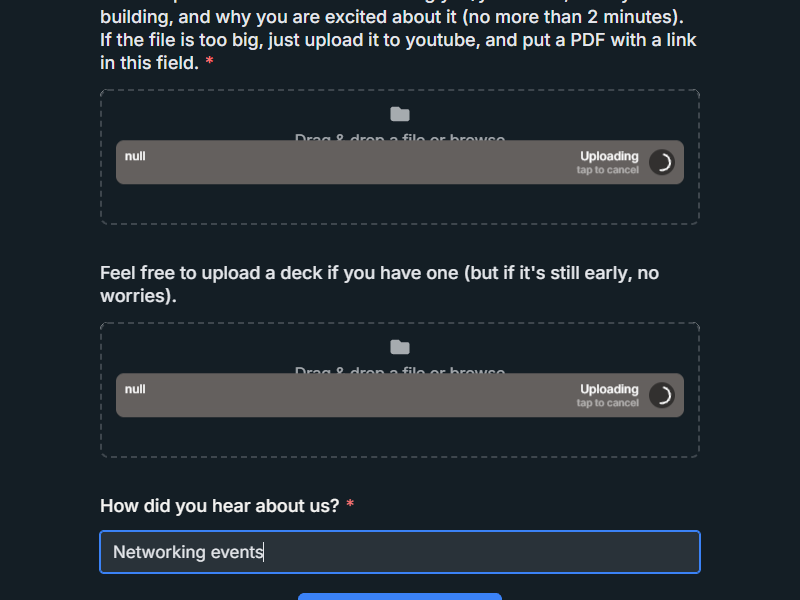 building, and why you are excited about it (no more than 2 minutes).
If the file is too big, just upload it to youtube, and put a PDF with a link
in this field. *
Drag & drop a file or browse
null
Uploading
tap to cancel
Feel free to upload a deck if you have one (but if it's still early, no
worries).
Drag & drop a file or browse
null
Uploading
tap to cancel
How did you hear about us? *
Networking events